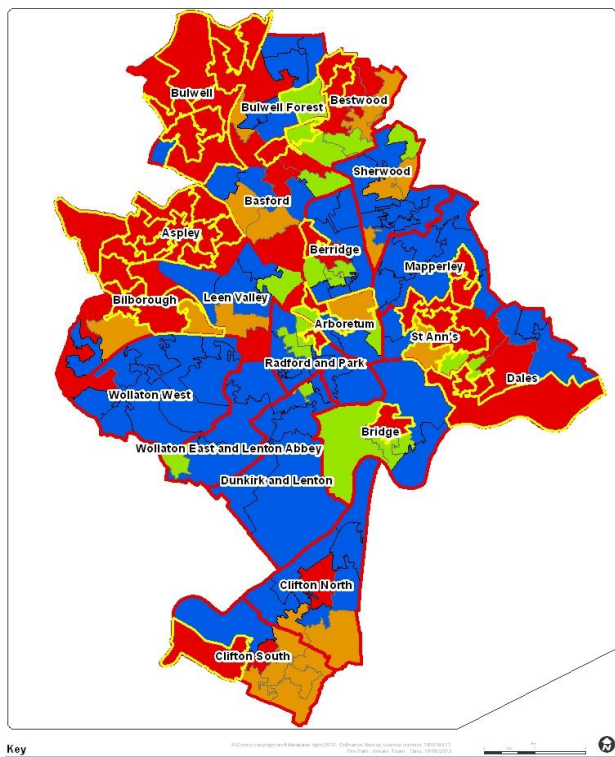 Bulwell
Bulwell Forest
Bestwood
Sherwood
Basford
Aspley
Berridge
Mapperley
Bilborough
Leen Valley
Arboretum
St Ann's
Radford and Park
Dales
Wollaton West
Bridge
Wollaton East and Lenton Abbey
Dunkirk and Lenton
Clifton North
Clifton South
Key